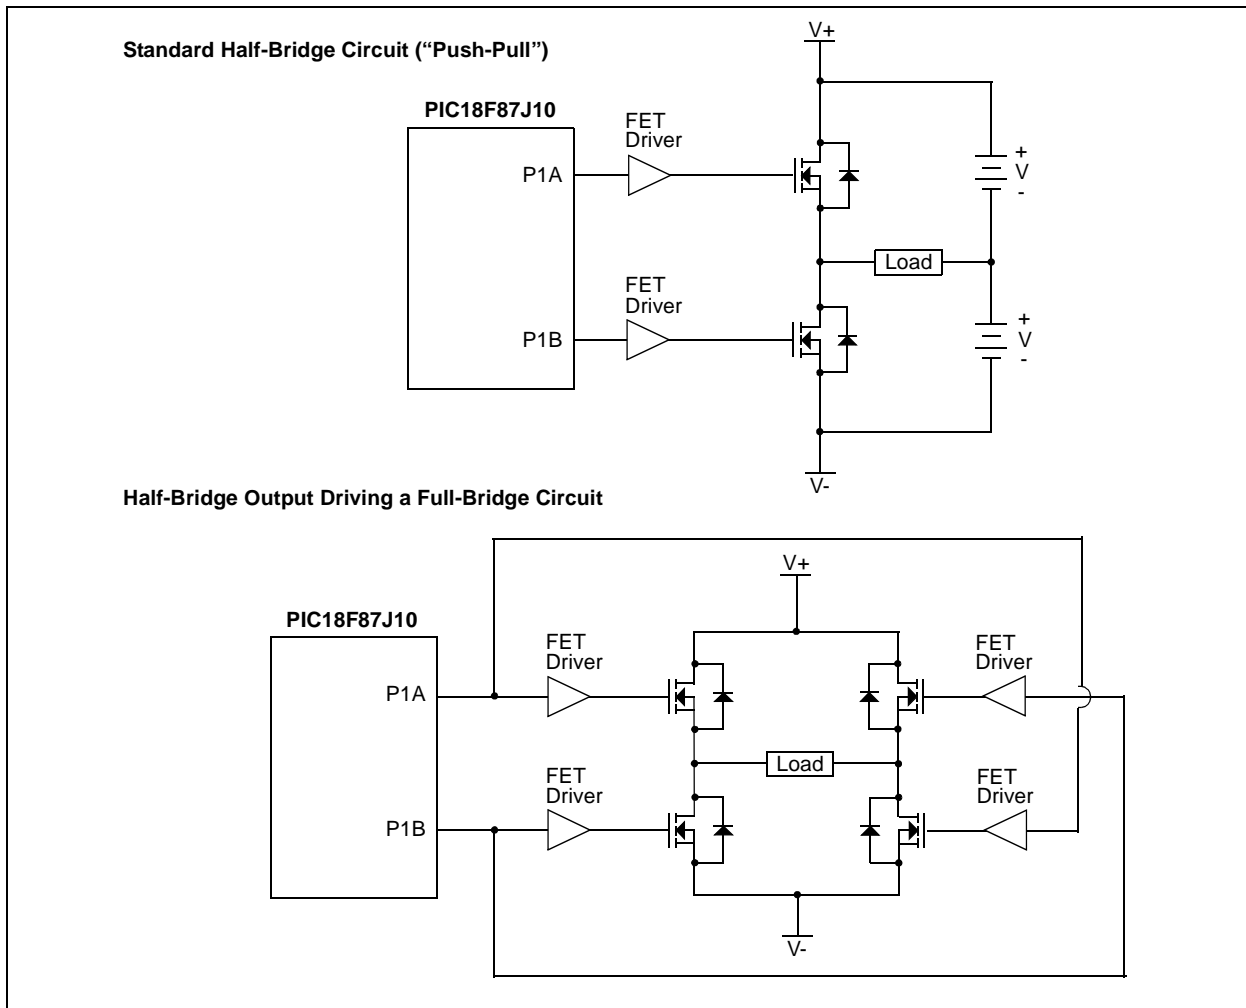 Standard Half-Bridge Circuit (“Push-Pull”)
V+
PIC18F87J10
FET
Driver
P1A
+
V
-
Load
FET
Driver
P1B
+
V
-
V-
Half-Bridge Output Driving a Full-Bridge Circuit
V+
PIC18F87J10
FET
Driver
FET
Driver
P1A
Load
FET
Driver
FET
Driver
P1B
V-